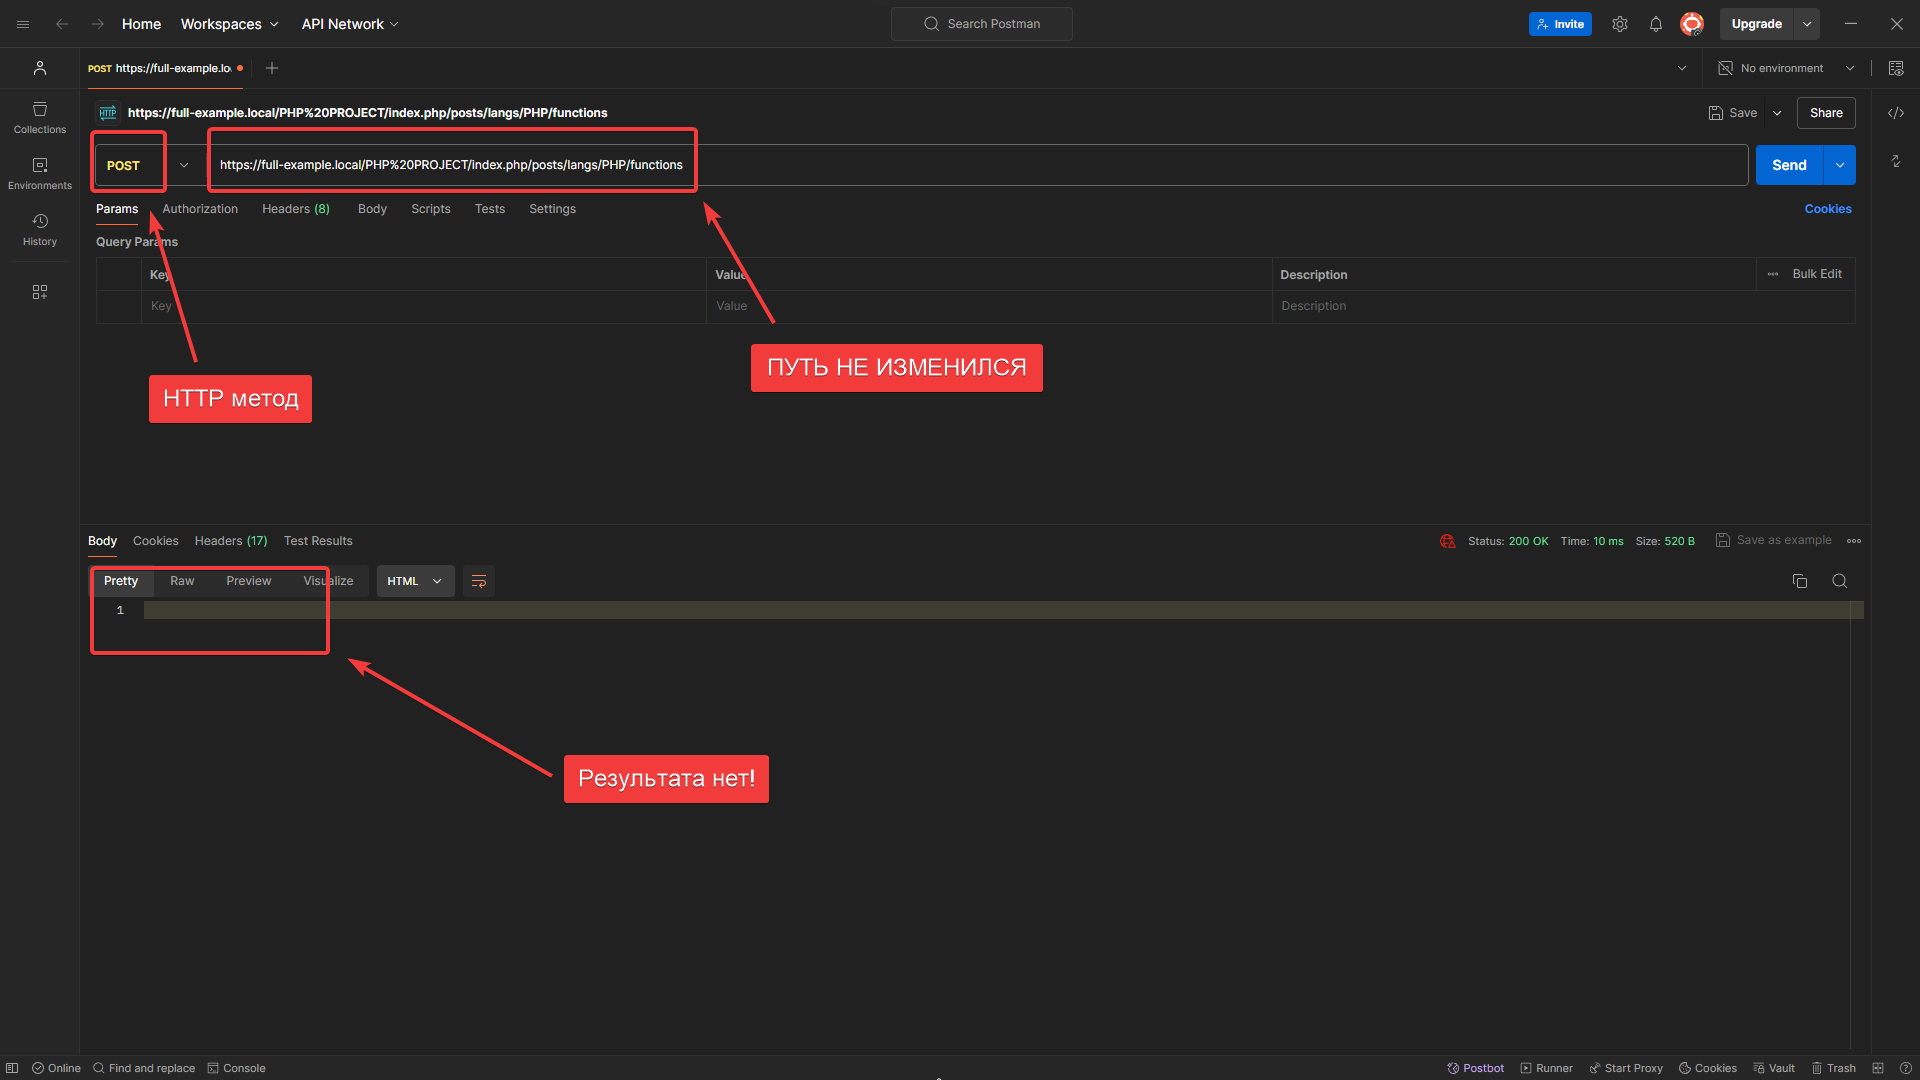 Home
Workspaces
API Network
Search Postman
Invite
Upgrade
POST https://full-example.lo
No environment
HTTP https://full-example.local/PHP%20PROJECT/index.php/posts/langs/PHP/functions
Save
Share
Collections
Environments
History
POST
https://full-example.local/PHP%20PROJECT/index.php/posts/langs/PHP/functions
Send
Params
Authorization
Headers (8)
Body
Scripts
Tests
Settings
Cookies
Query Params
Key
Value
Description
Bulk Edit
Key
Value
Description
ПУТЬ НЕ ИЗМЕНИЛСЯ
HTTP метод
Body
Cookies
Headers (17)
Test Results
Status: 200 OK
Time: 10 ms
Size: 520 B
Save as example
Pretty
Raw
Preview
Visualize
HTML
1
Результата нет!
Online
Find and replace
Console
Postbot
Runner
Start Proxy
Cookies
Vault
Trash